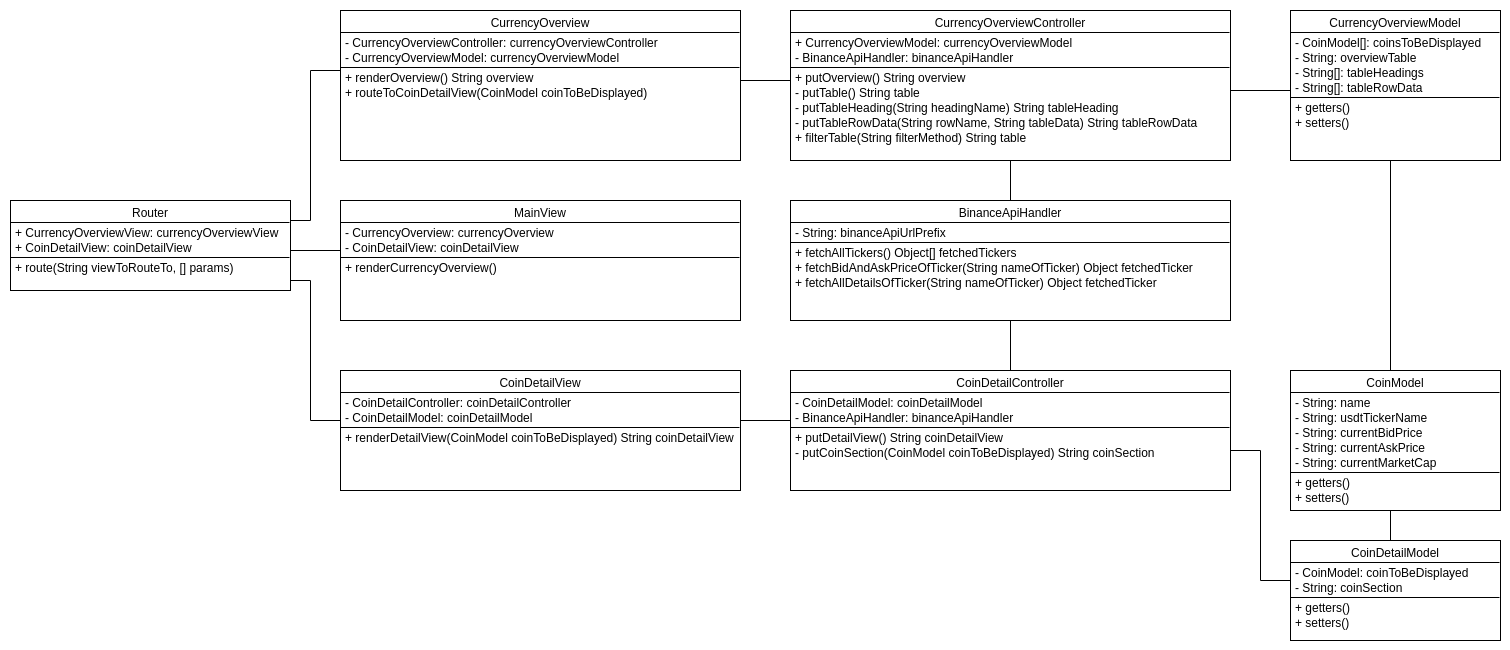 CurrencyOverview
- CurrencyOverviewController: currencyOverviewController
- CurrencyOverviewModel: currencyOverviewModel
+ renderOverview() String overview
+ routeToCoinDetailView(CoinModel coinToBeDisplayed)
CurrencyOverviewController
+ CurrencyOverviewModel: currencyOverviewModel
- BinanceApiHandler: binanceApiHandler
+ putOverview() String overview
- putTable() String table
- putTableHeading(String headingName) String tableHeading
- putTableRowData(String rowName, String tableData) String tableRowData
+ filterTable(String filterMethod) String table
CurrencyOverviewModel
- CoinModel[]: coinsToBeDisplayed
- String: overviewTable
- String[]: tableHeadings
- String[]: tableRowData
+ getters()
+ setters()
Router
+ CurrencyOverviewView: currencyOverviewView
+ CoinDetailView: coinDetailView
+ route(String viewToRouteTo, [] params)
MainView
- CurrencyOverview: currencyOverview
- CoinDetailView: coinDetailView
+ renderCurrencyOverview()
BinanceApiHandler
- String: binanceApiUrlPrefix
+ fetchAllTickers() Object[] fetchedTickers
+ fetchBidAndAskPriceOfTicker(String nameOfTicker) Object fetchedTicker
+ fetchAllDetailsOfTicker(String nameOfTicker) Object fetchedTicker
CoinDetailView
- CoinDetailController: coinDetailController
- CoinDetailModel: coinDetailModel
+ renderDetailView(CoinModel coinToBeDisplayed) String coinDetailView
CoinDetailController
- CoinDetailModel: coinDetailModel
- BinanceApiHandler: binanceApiHandler
+ putDetailView() String coinDetailView
- putCoinSection(CoinModel coinToBeDisplayed) String coinSection
CoinModel
- String: name
- String: usdtTickerName
- String: currentBidPrice
- String: currentAskPrice
- String: currentMarketCap
+ getters()
+ setters()
CoinDetailModel
- CoinModel: coinToBeDisplayed
- String: coinSection
+ getters()
+ setters()